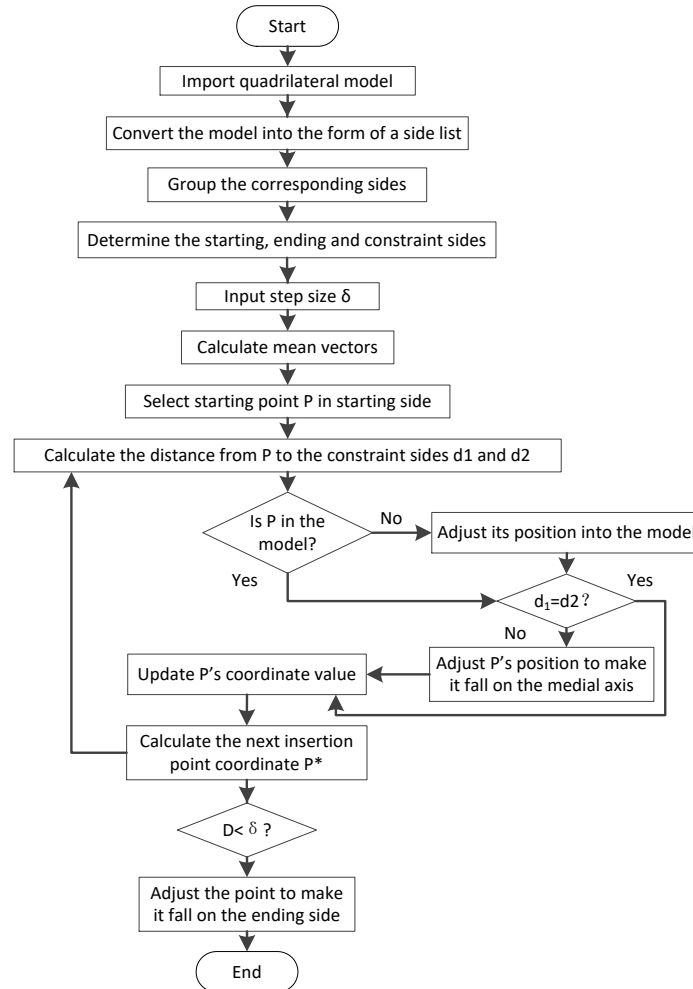 Start
Import quadrilateral model
Convert the model into the form of a side list
Group the corresponding sides
Determine the starting, ending and constraint sides
Input step size δ
Calculate mean vectors
Select starting point P in starting side
Calculate the distance from P to the constraint sides d1 and d2
Is P in the
model?
No
Adjust its position into the model
Yes
d₁=d2？
Yes
No
Adjust P's position to make
it fall on the medial axis
Update P's coordinate value
Calculate the next insertion
point coordinate P*
D< δ？
Adjust the point to make
it fall on the ending side
End